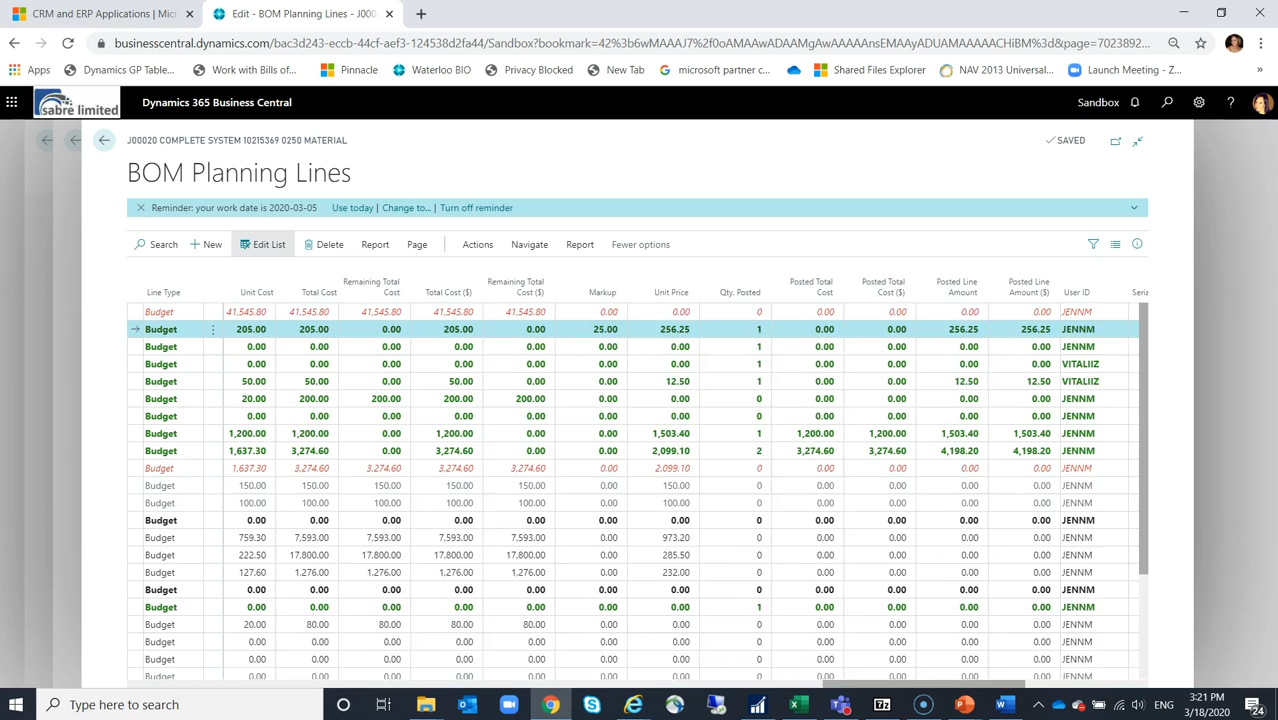 CRM and ERP Applications | Micr
Edit - BOM Planning Lines - J000
businesscentral.dynamics.com/bac3d243-eccb-44cf-aef3-124538d2fa44/Sandbox?bookmark=42%3b6wMAAAJ7%2f0oAMAAwADAAMgAwAAAAAnsEMAAyADUAMAAAAACHiBM%3d&page=7023892...
Apps Dynamics GP Table... Work with Bills of... Pinnacle Waterloo BIO Privacy Blocked New Tab microsoft partner c... Shared Files Explorer NAV 2013 Universal... Launch Meeting - Z... »
sabre limited Dynamics 365 Business Central Sandbox ?
J00020 COMPLETE SYSTEM 10215369 0250 MATERIAL SAVED
BOM Planning Lines
Reminder: your work date is 2020-03-05 Use today | Change to... | Turn off reminder
Search New Edit List Delete Report Page Actions Navigate Report Fewer options
Line Type Unit Cost Total Cost Remaining Total Cost Total Cost ($) Remaining Total Cost ($) Markup Unit Price Qty. Posted Posted Total Cost Posted Total Cost ($) Posted Line Amount Posted Line Amount ($) User ID Seria
Budget 41,545.80 41,545.80 41,545.80 41,545.80 41,545.80 0.00 0.00 0 0.00 0.00 0.00 0.00 JENNM
Budget 205.00 205.00 0.00 205.00 0.00 25.00 256.25 1 0.00 0.00 256.25 256.25 JENNM
Budget 0.00 0.00 0.00 0.00 0.00 0.00 0.00 1 0.00 0.00 0.00 0.00 JENNM
Budget 0.00 0.00 0.00 0.00 0.00 0.00 0.00 1 0.00 0.00 0.00 0.00 VITALIIZ
Budget 50.00 50.00 0.00 50.00 0.00 0.00 12.50 1 0.00 0.00 12.50 12.50 VITALIIZ
Budget 20.00 200.00 200.00 200.00 200.00 0.00 0.00 0 0.00 0.00 0.00 0.00 JENNM
Budget 0.00 0.00 0.00 0.00 0.00 0.00 0.00 0 0.00 0.00 0.00 0.00 JENNM
Budget 1,200.00 1,200.00 0.00 1,200.00 0.00 0.00 1,503.40 1 1,200.00 1,200.00 1,503.40 1,503.40 JENNM
Budget 1,637.30 3,274.60 0.00 3,274.60 0.00 0.00 2,099.10 2 3,274.60 3,274.60 4,198.20 4,198.20 JENNM
Budget 1,637.30 3,274.60 3,274.60 3,274.60 3,274.60 0.00 2,099.10 0 0.00 0.00 0.00 0.00 JENNM
Budget 150.00 150.00 150.00 150.00 150.00 0.00 150.00 0 0.00 0.00 0.00 0.00 JENNM
Budget 100.00 100.00 100.00 100.00 100.00 0.00 100.00 0 0.00 0.00 0.00 0.00 JENNM
Budget 0.00 0.00 0.00 0.00 0.00 0.00 0.00 0 0.00 0.00 0.00 0.00 JENNM
Budget 759.30 7,593.00 7,593.00 7,593.00 7,593.00 0.00 973.20 0 0.00 0.00 0.00 0.00 JENNM
Budget 222.50 17,800.00 17,800.00 17,800.00 17,800.00 0.00 285.50 0 0.00 0.00 0.00 0.00 JENNM
Budget 127.60 1,276.00 1,276.00 1,276.00 1,276.00 0.00 232.00 0 0.00 0.00 0.00 0.00 JENNM
Budget 0.00 0.00 0.00 0.00 0.00 0.00 0.00 0 0.00 0.00 0.00 0.00 JENNM
Budget 0.00 0.00 0.00 0.00 0.00 0.00 0.00 1 0.00 0.00 0.00 0.00 JENNM
Budget 20.00 80.00 80.00 80.00 80.00 0.00 0.00 0 0.00 0.00 0.00 0.00 JENNM
Budget 0.00 0.00 0.00 0.00 0.00 0.00 0.00 0 0.00 0.00 0.00 0.00 JENNM
Budget 0.00 0.00 0.00 0.00 0.00 0.00 0.00 0 0.00 0.00 0.00 0.00 JENNM
Budget 0.00 0.00 0.00 0.00 0.00 0.00 0.00 0 0.00 0.00 0.00 0.00 JENNM
Type here to search ENG 3:21 PM
3/18/2020 24